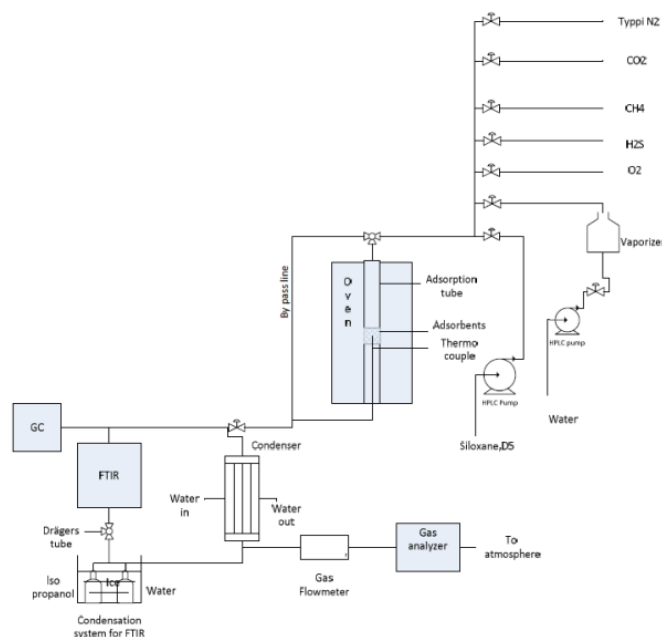 Typpi N2
CO2
CH4
H2S
O2
Vaporizer
HPLC pump
Water
By pass line
Oven
Adsorption
tube
Adsorbents
Thermo
couple
HPLC Pump
Siloxane,D5
GC
FTIR
Condenser
Water
in
Water
out
Drägers
tube
Iso
propanol
Ice
Water
Condensation
system for FTIR
Gas
Flowmeter
Gas
analyzer
To
atmosphere